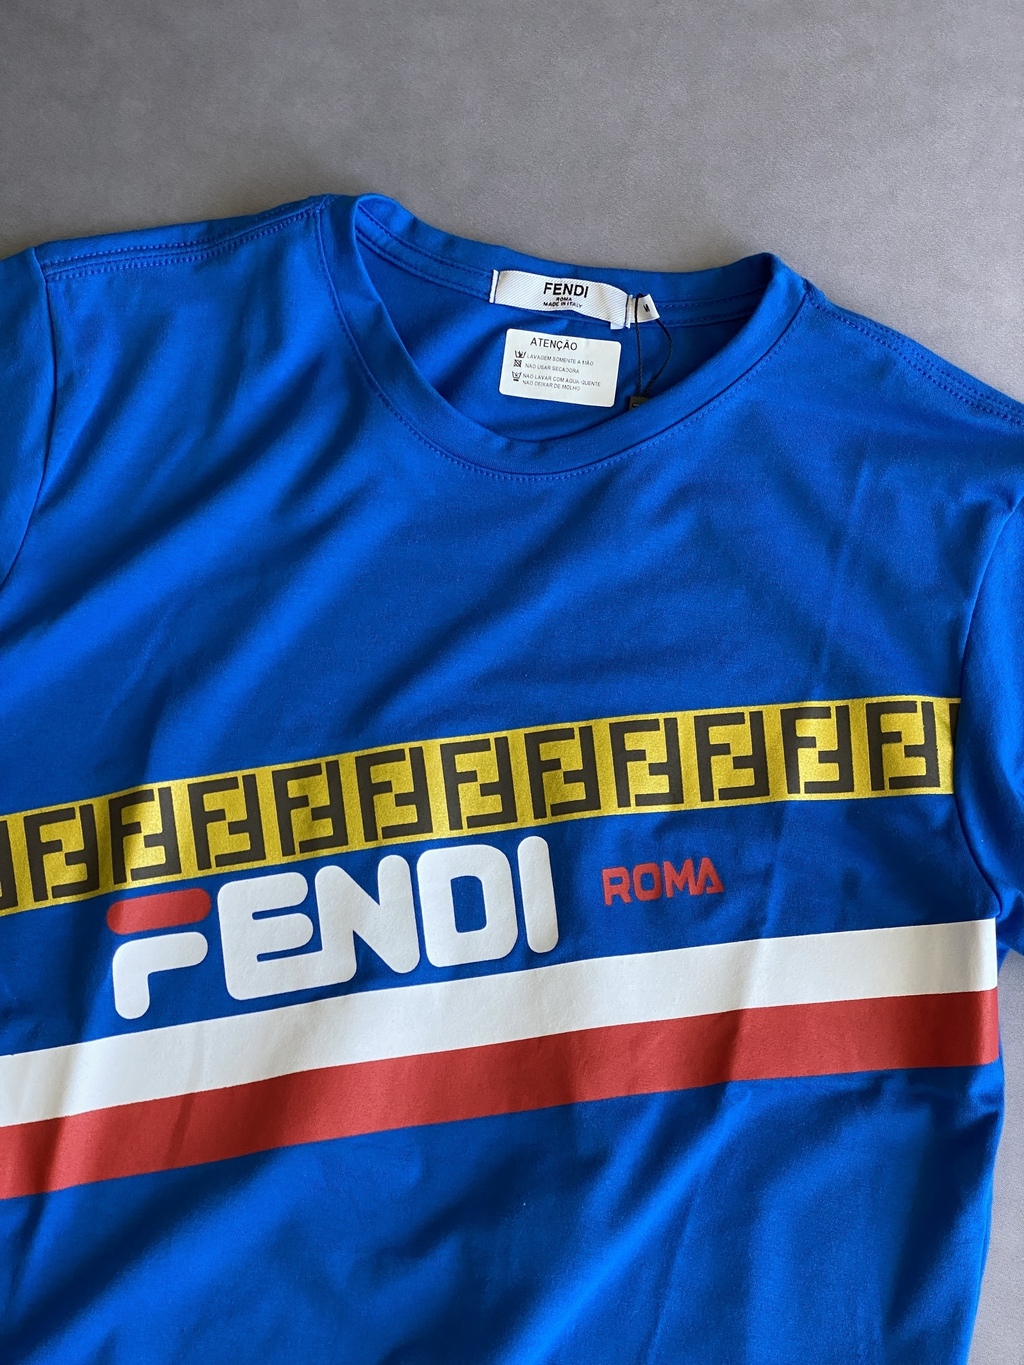 FENDI
ROMA
MADE IN ITALY
M
ATENÇÃO
LAVAGEM SOMENTE A MÃO
NÃO USAR SECADORA
NÃO LAVAR COM AGUA QUENTE
NÃO DEIXAR DE MOLHO
FENDI ROMA